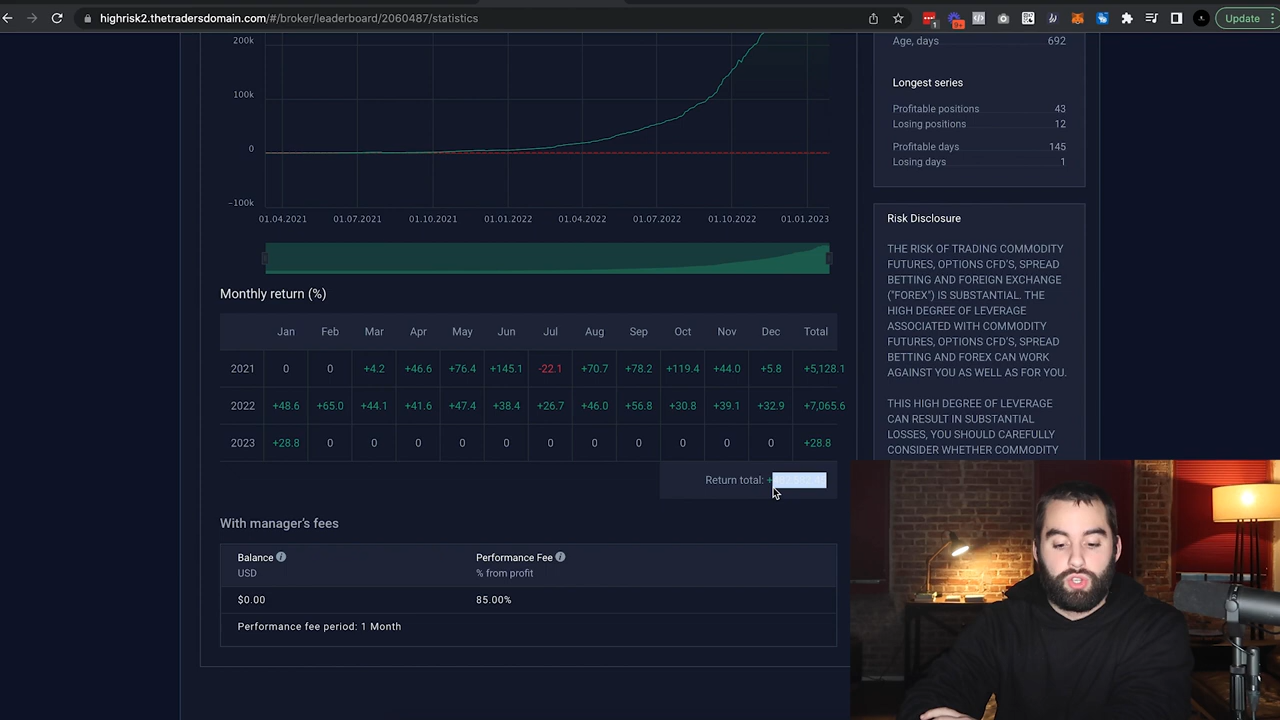 highrisk2.thetradersdomain.com/#/broker/leaderboard/2060487/statistics
1
9+
Update
200k
100k
0
-100k
01.04.2021 01.07.2021 01.10.2021 01.01.2022 01.04.2022 01.07.2022 01.10.2022 01.01.2023
Monthly return (%)
Jan Feb Mar Apr May Jun Jul Aug Sep Oct Nov Dec Total
2021 0 0 +4.2 +46.6 +76.4 +145.1 -22.1 +70.7 +78.2 +119.4 +44.0 +5.8 +5,128.1
2022 +48.6 +65.0 +44.1 +41.6 +47.4 +38.4 +26.7 +46.0 +56.8 +30.8 +39.1 +32.9 +7,065.6
2023 +28.8 0 0 0 0 0 0 0 0 0 0 0 +28.8
Return total: +
With manager's fees
Balance Performance Fee
USD % from profit
$0.00 85.00%
Performance fee period: 1 Month
Age, days 692
Longest series
Profitable positions 43
Losing positions 12
Profitable days 145
Losing days 1
Risk Disclosure
THE RISK OF TRADING COMMODITY
FUTURES, OPTIONS CFD'S, SPREAD
BETTING AND FOREIGN EXCHANGE
("FOREX") IS SUBSTANTIAL. THE
HIGH DEGREE OF LEVERAGE
ASSOCIATED WITH COMMODITY
FUTURES, OPTIONS CFD'S, SPREAD
BETTING AND FOREX CAN WORK
AGAINST YOU AS WELL AS FOR YOU.
THIS HIGH DEGREE OF LEVERAGE
CAN RESULT IN SUBSTANTIAL
LOSSES, YOU SHOULD CAREFULLY
CONSIDER WHETHER COMMODITY